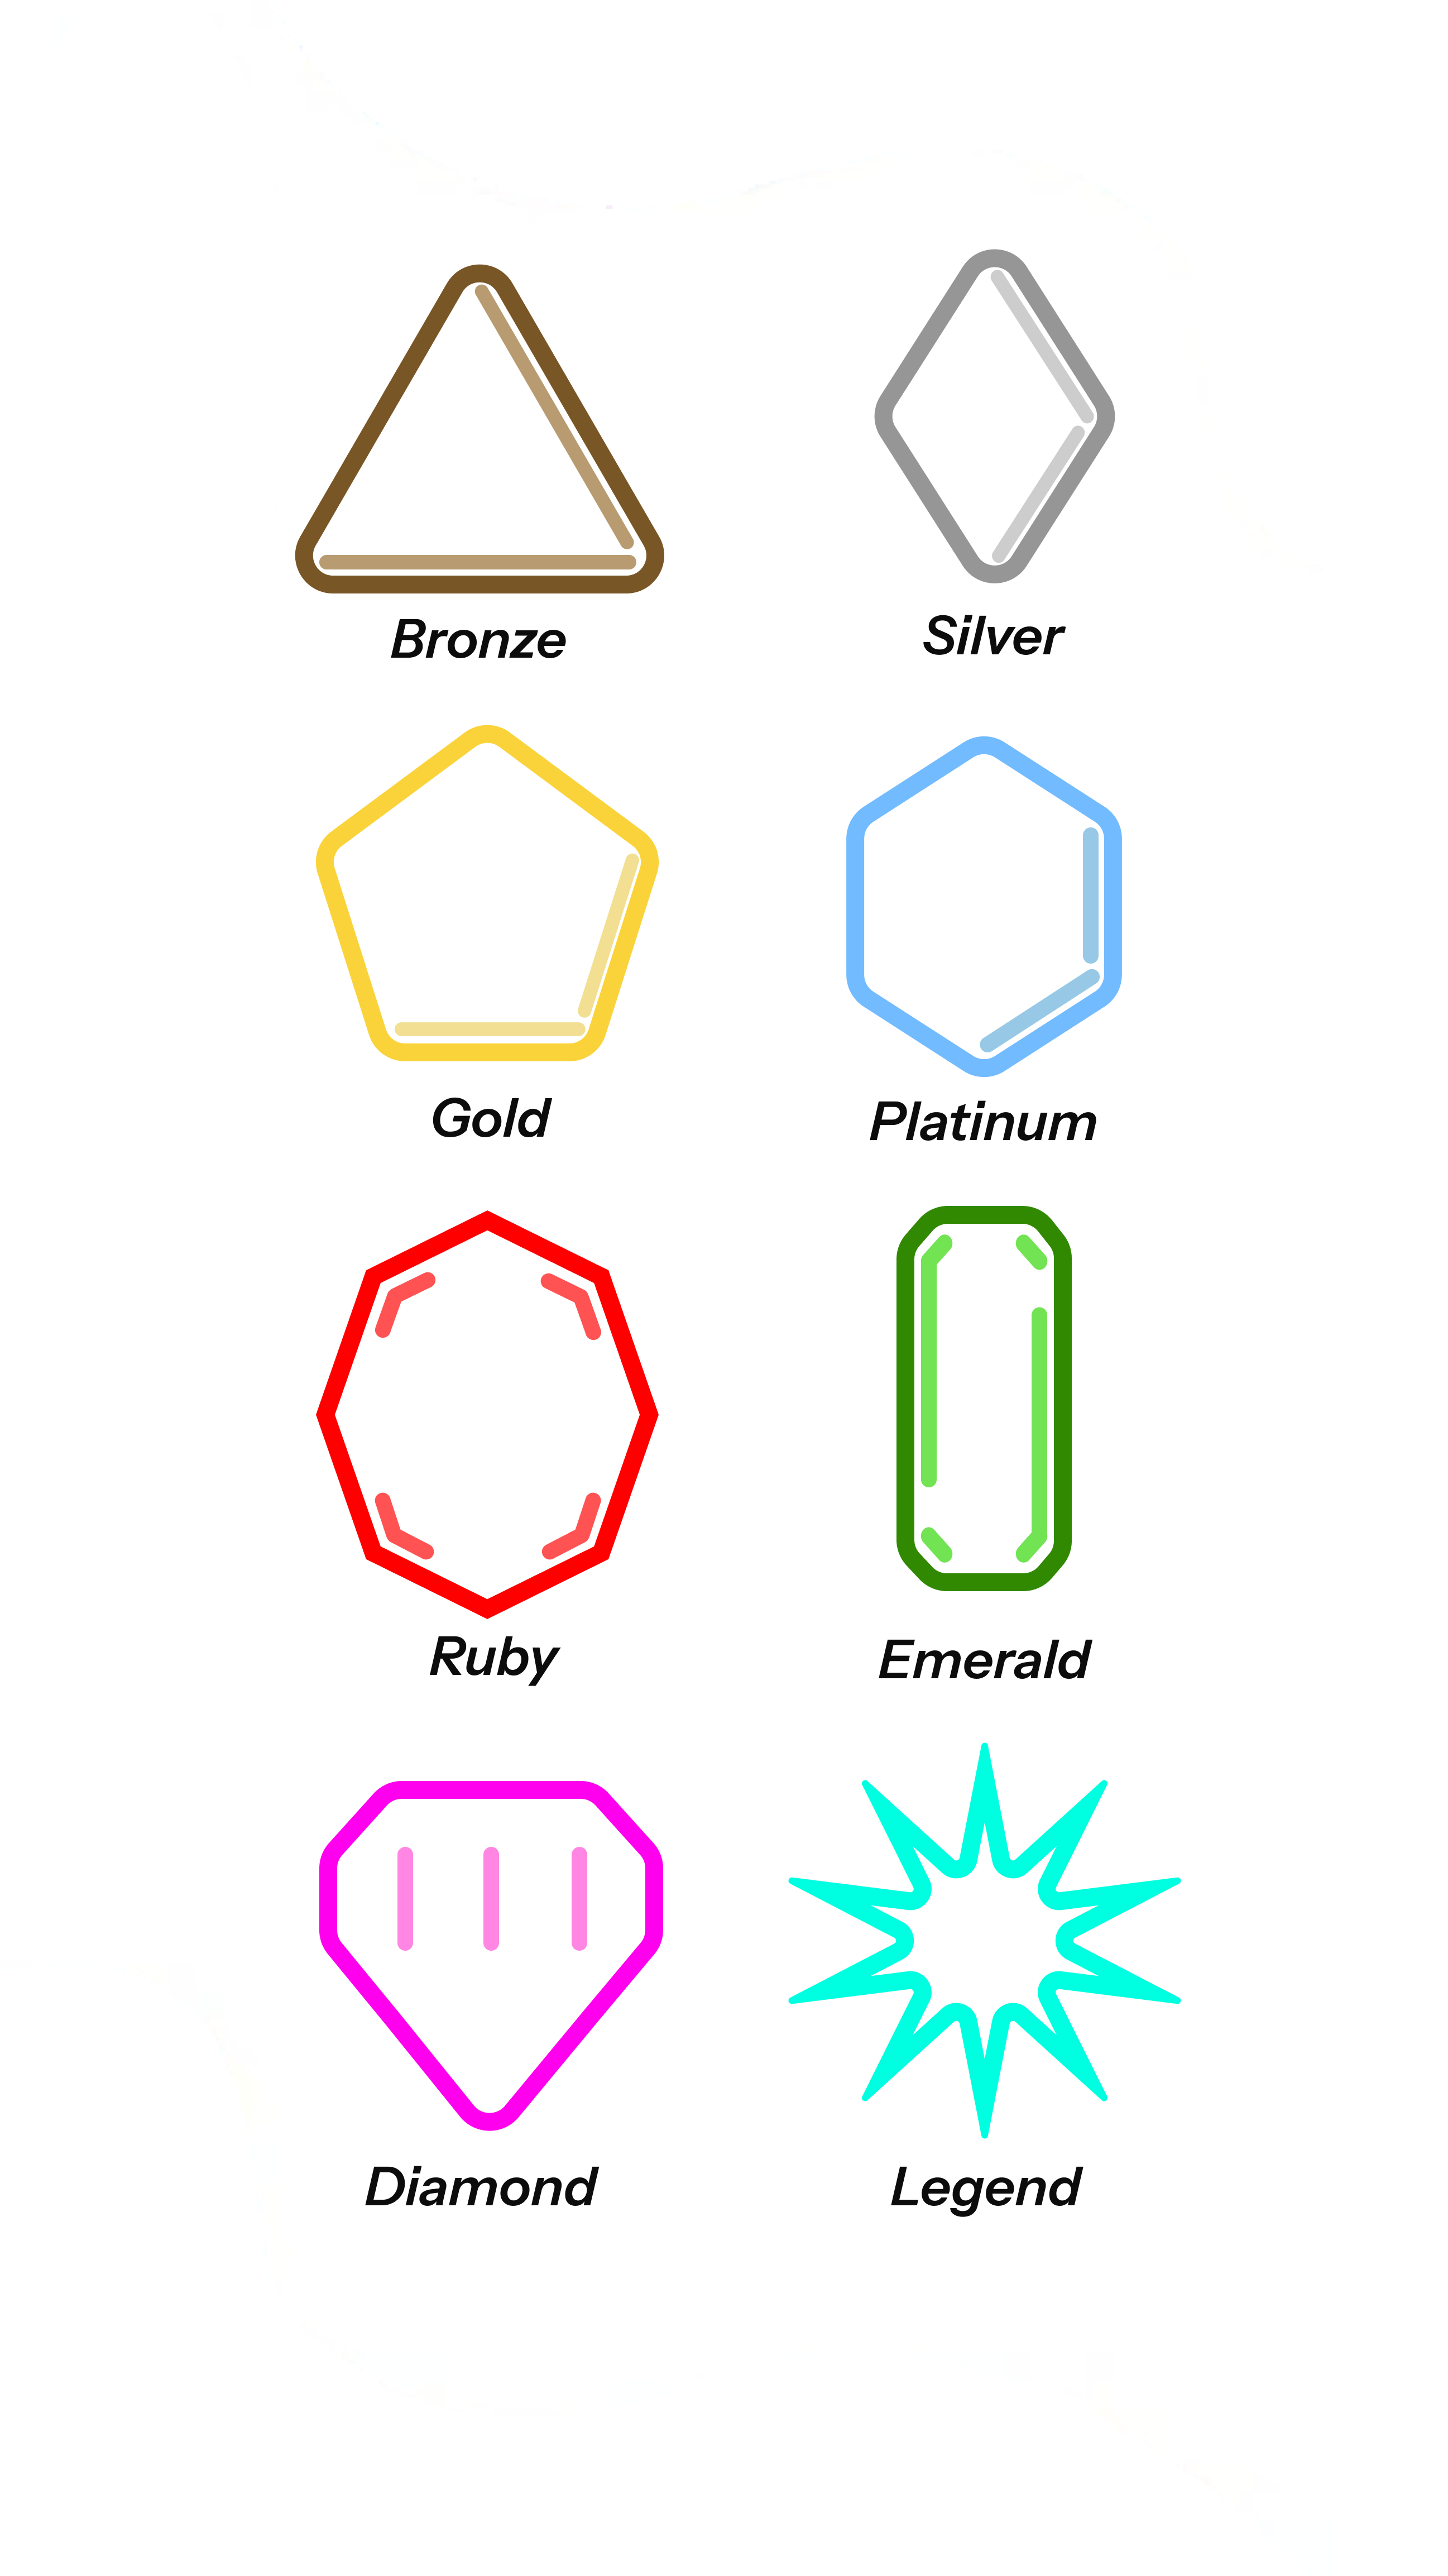 Bronze
Silver
Gold
Platinum
Ruby
Emerald
Diamond
Legend